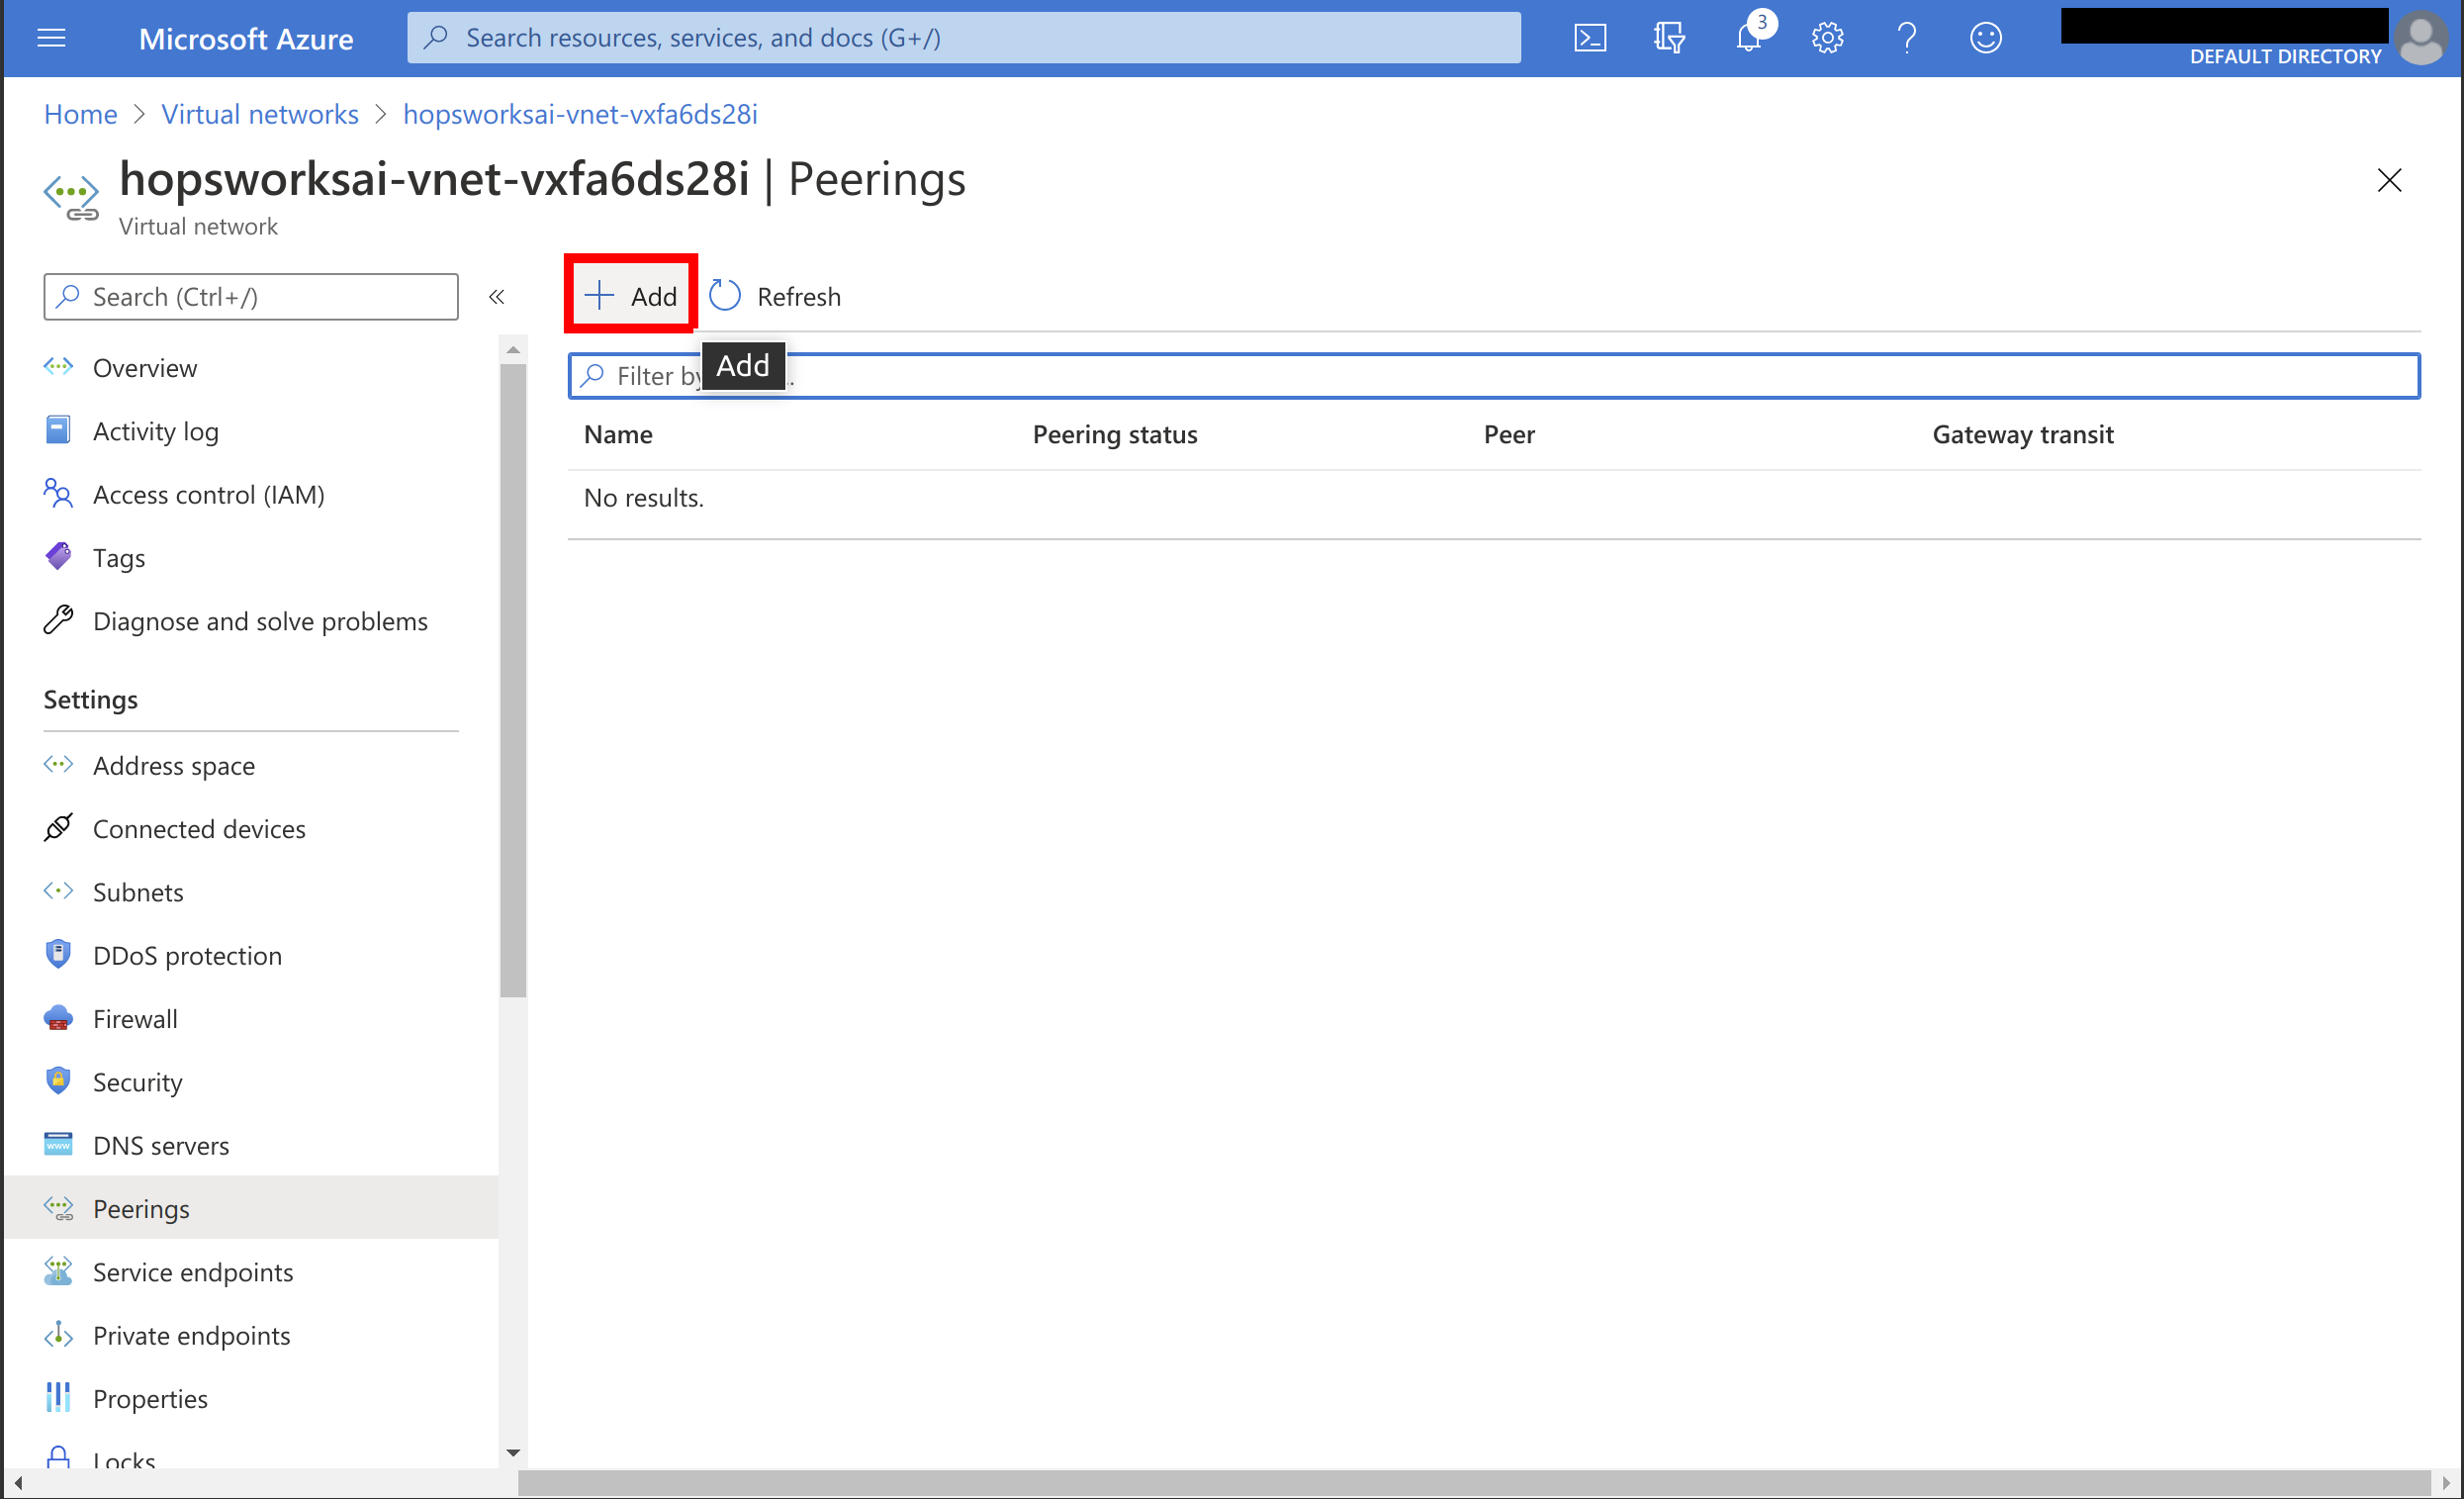 Microsoft Azure
Search resources, services, and docs (G+/)
3
DEFAULT DIRECTORY
Home > Virtual networks > hopsworksai-vnet-vxfa6ds28i
hopsworksai-vnet-vxfa6ds28i | Peerings
Virtual network
Search (Ctrl+/)
«
Add
Refresh
Add
Filter by
Name Peering status Peer Gateway transit
No results.
Overview
Activity log
Access control (IAM)
Tags
Diagnose and solve problems
Settings
Address space
Connected devices
Subnets
DDoS protection
Firewall
Security
DNS servers
Peerings
Service endpoints
Private endpoints
Properties
Locks